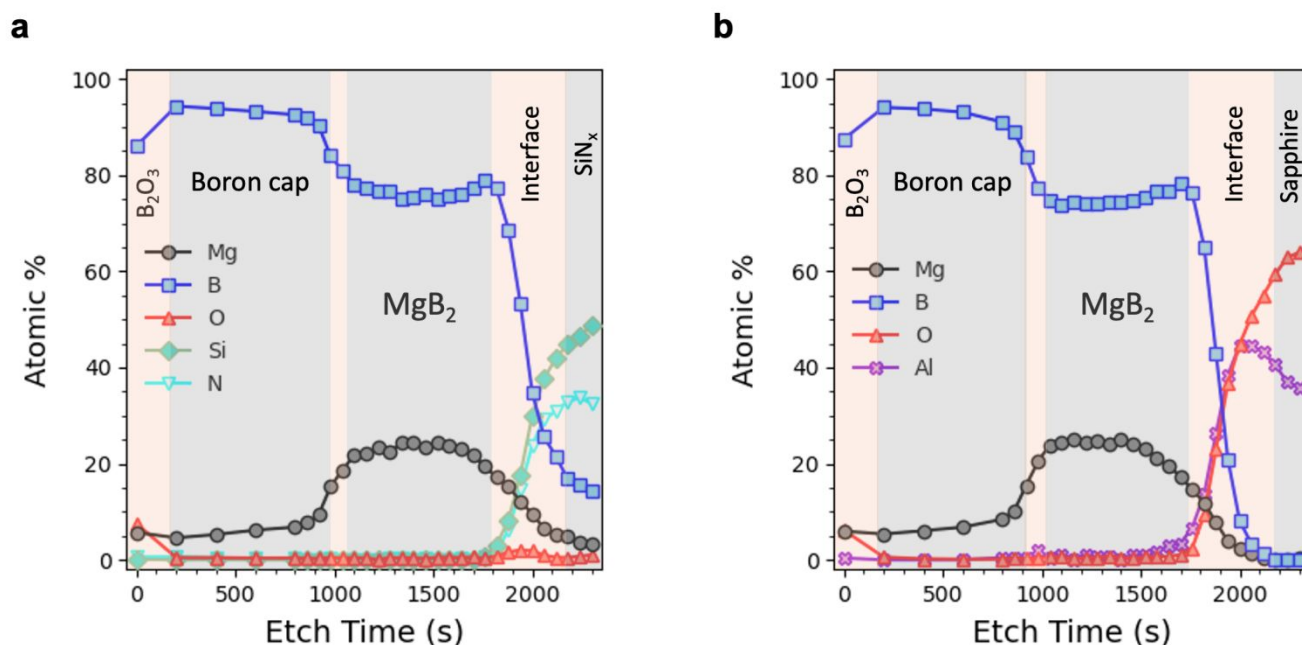 a
100
80
60
40
20
0
Atomic %
0
500
1000
1500
2000
Etch Time (s)
B₂O₃
Boron cap
MgB₂
Interface
SiNₓ
Mg
B
O
Si
N
b
100
80
60
40
20
0
Atomic %
0
500
1000
1500
2000
Etch Time (s)
B₂O₃
Boron cap
MgB₂
Interface
Sapphire
Mg
B
O
Al